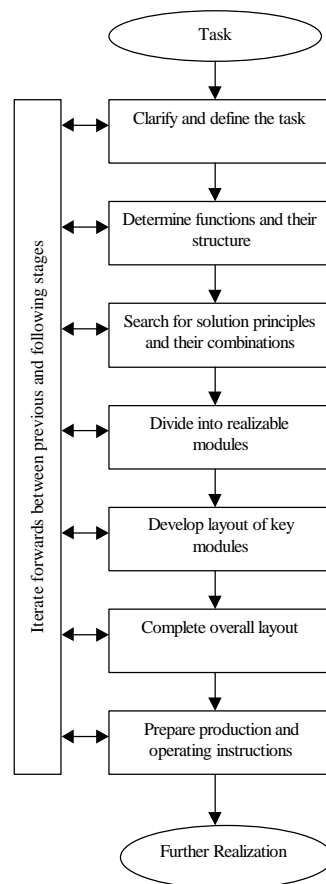 Task
Clarify and define the task
Determine functions and their
structure
Search for solution principles
and their combinations
Divide into realizable
modules
Develop layout of key
modules
Complete overall layout
Prepare production and
operating instructions
Further Realization
Iterate forwards between previous and following stages